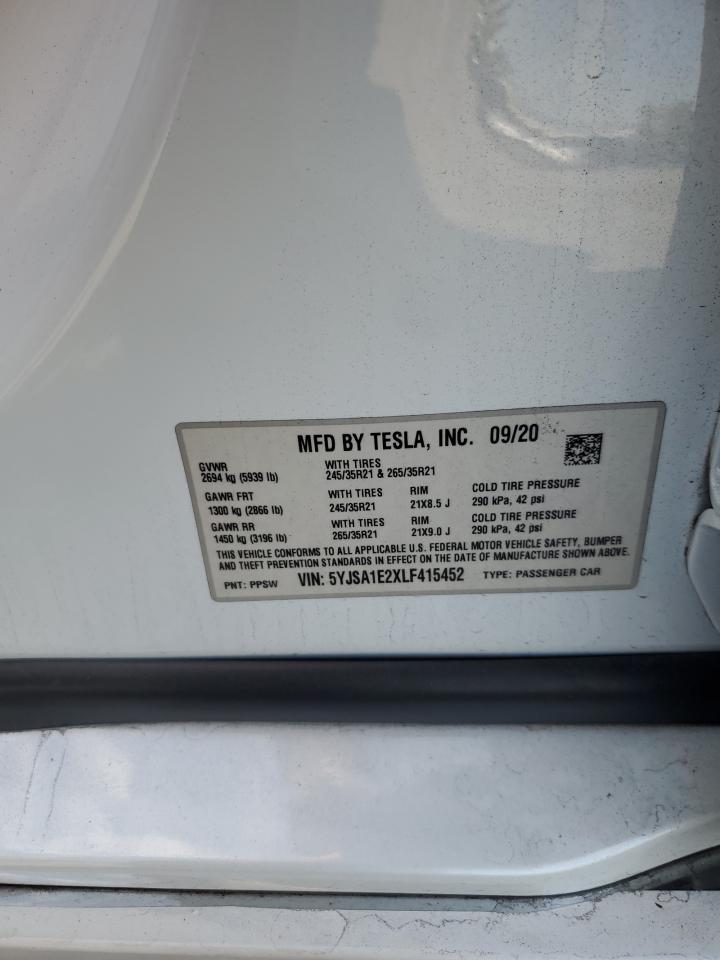 MFD BY TESLA, INC. 09/20
GVWR WITH TIRES
2694 kg (5939 lb) 245/35R21 & 265/35R21
GAWR FRT WITH TIRES RIM COLD TIRE PRESSURE
1300 kg (2866 lb) 245/35R21 21X8.5 J 290 kPa, 42 psi
GAWR RR WITH TIRES RIM COLD TIRE PRESSURE
1450 kg (3196 lb) 265/35R21 21X9.0 J 290 kPa, 42 psi
THIS VEHICLE CONFORMS TO ALL APPLICABLE U.S. FEDERAL MOTOR VEHICLE SAFETY, BUMPER
AND THEFT PREVENTION STANDARDS IN EFFECT ON THE DATE OF MANUFACTURE SHOWN ABOVE.
PNT: PPSW VIN: 5YJSA1E2XLF415452 TYPE: PASSENGER CAR